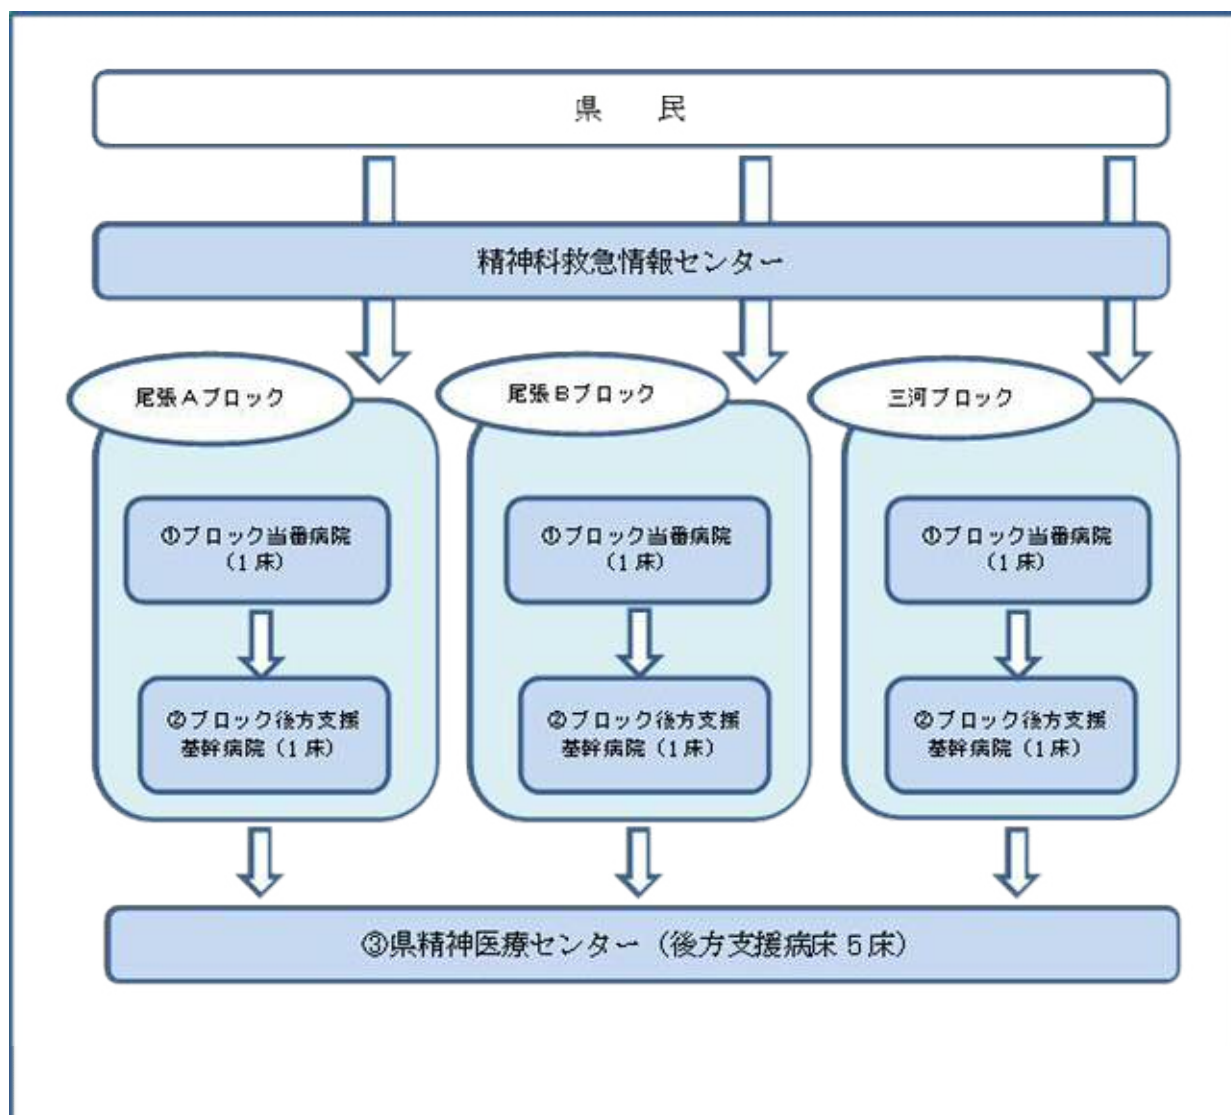 県　　民
精神科救急情報センター
尾張Aブロック
①ブロック当番病院
（1床）
②ブロック後方支援
基幹病院（1床）
尾張Bブロック
①ブロック当番病院
（1床）
②ブロック後方支援
基幹病院（1床）
三河ブロック
①ブロック当番病院
（1床）
②ブロック後方支援
基幹病院（1床）
③県精神医療センター（後方支援病床5床）